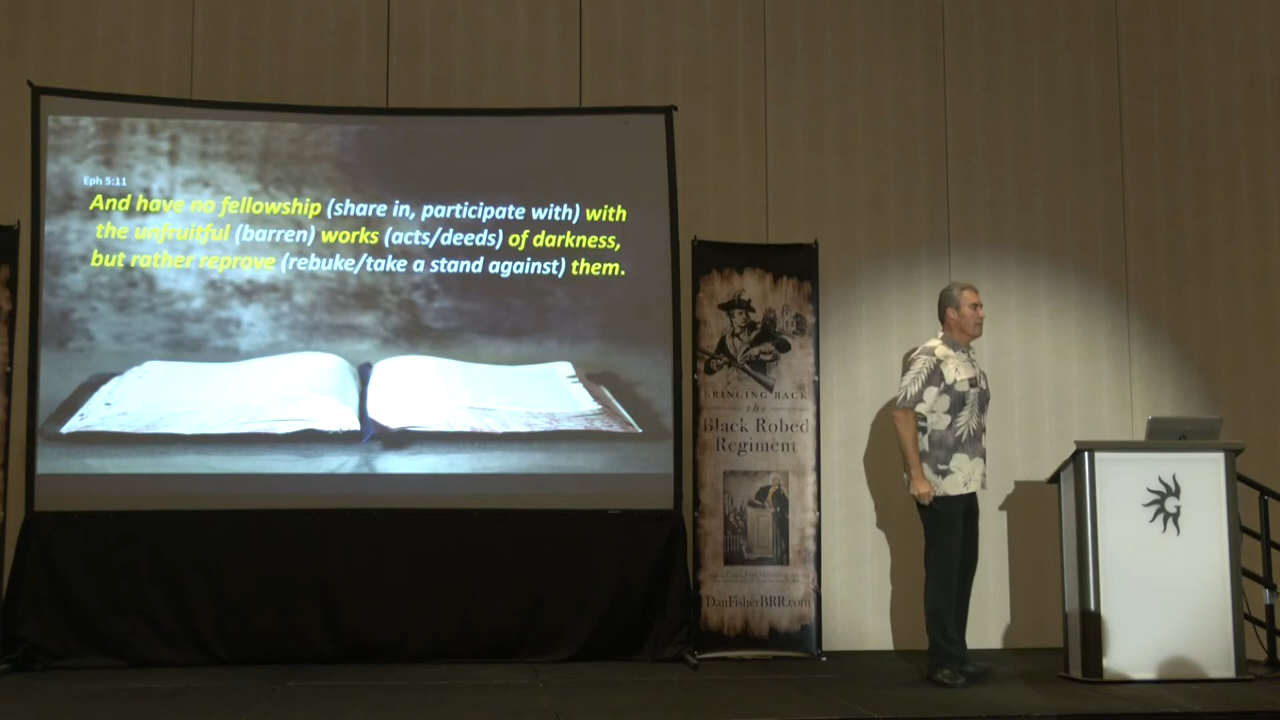 Eph 5:11
And have no fellowship (share in, participate with) with
the unfruitful (barren) works (acts/deeds) of darkness,
but rather reprove (rebuke/take a stand against) them.
BRINGING BACK
the
Black Robed
Regiment
DanFisherBRR.com